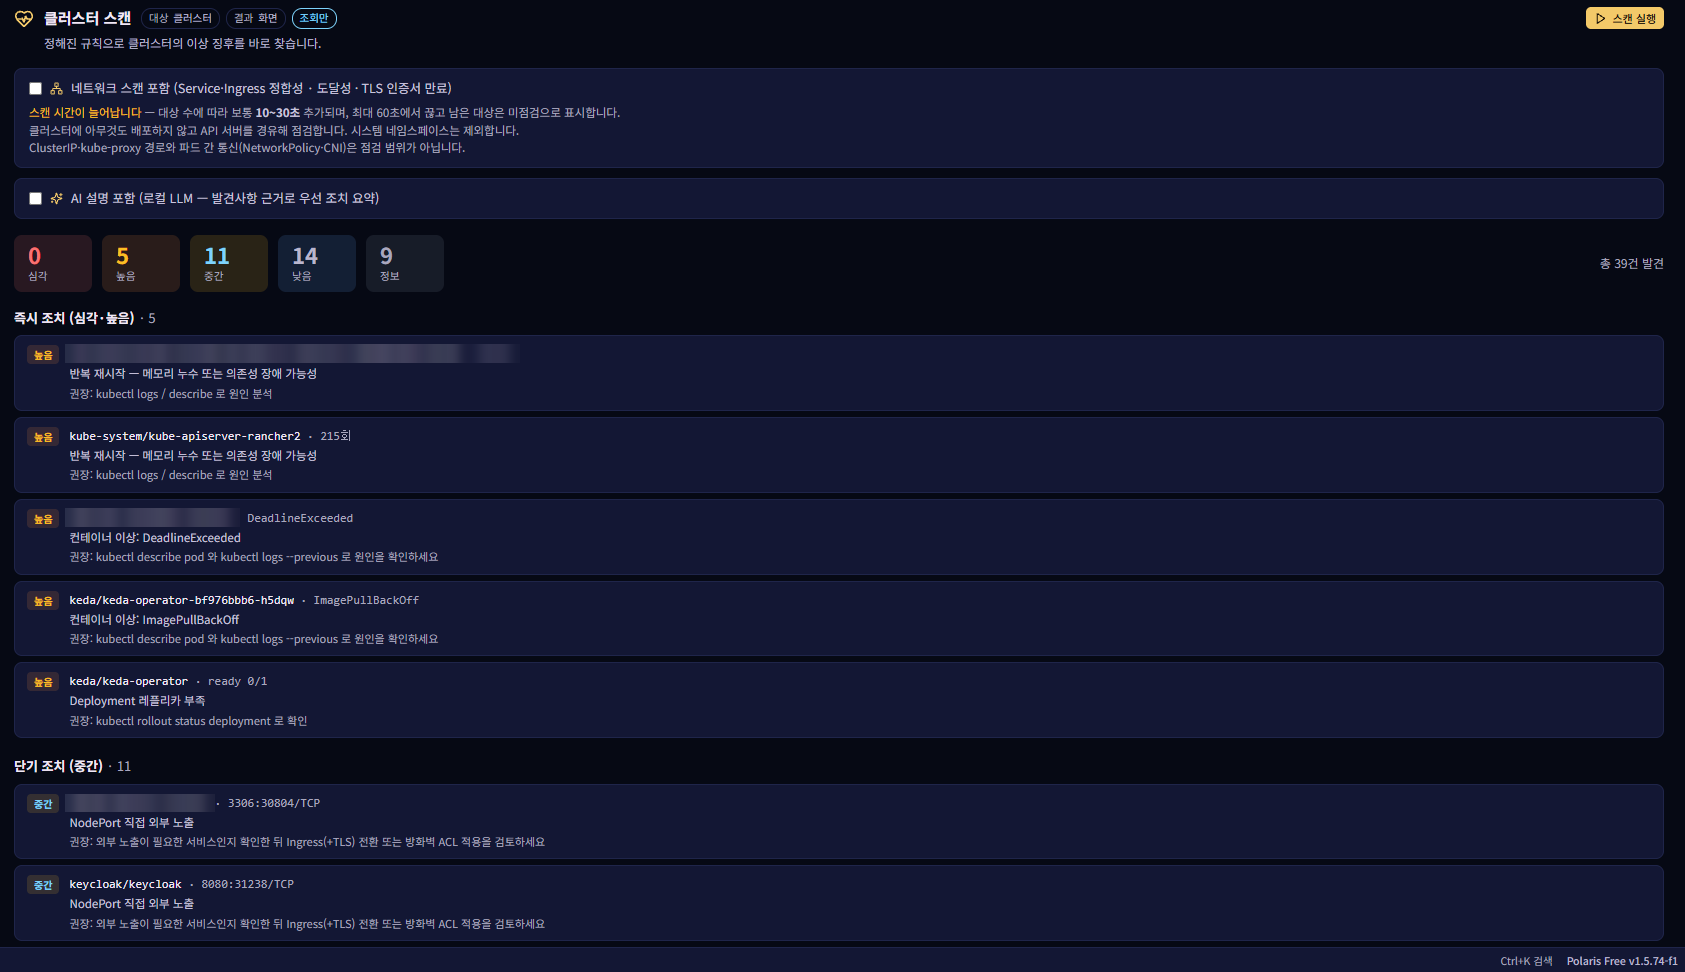 클러스터 스캔 대상 클러스터 결과 화면 조회만
스캔 실행
정해진 규칙으로 클러스터의 이상 징후를 바로 찾습니다.
네트워크 스캔 포함 (Service·Ingress 정합성 · 도달성 · TLS 인증서 만료)
스캔 시간이 늘어납니다 — 대상 수에 따라 보통 10~30초 추가되며, 최대 60초에서 끊고 남은 대상은 미점검으로 표시합니다.
클러스터에 아무것도 배포하지 않고 API 서버를 경유해 점검합니다. 시스템 네임스페이스는 제외합니다.
ClusterIP·kube-proxy 경로와 파드 간 통신(NetworkPolicy·CNI)은 점검 범위가 아닙니다.
AI 설명 포함 (로컬 LLM — 발견사항 근거로 우선 조치 요약)
0 5 11 14 9
심각 높음 중간 낮음 정보
총 39건 발견
즉시 조치 (심각·높음) · 5
높음
반복 재시작 — 메모리 누수 또는 의존성 장애 가능성
권장: kubectl logs / describe 로 원인 분석
높음 kube-system/kube-apiserver-rancher2 · 215회
반복 재시작 — 메모리 누수 또는 의존성 장애 가능성
권장: kubectl logs / describe 로 원인 분석
높음 DeadlineExceeded
컨테이너 이상: DeadlineExceeded
권장: kubectl describe pod 와 kubectl logs --previous 로 원인을 확인하세요
높음 keda/keda-operator-bf976bbb6-h5dqw · ImagePullBackOff
컨테이너 이상: ImagePullBackOff
권장: kubectl describe pod 와 kubectl logs --previous 로 원인을 확인하세요
높음 keda/keda-operator · ready 0/1
Deployment 레플리카 부족
권장: kubectl rollout status deployment 로 확인
단기 조치 (중간) · 11
중간 · 3306:30804/TCP
NodePort 직접 외부 노출
권장: 외부 노출이 필요한 서비스인지 확인한 뒤 Ingress(+TLS) 전환 또는 방화벽 ACL 적용을 검토하세요
중간 keycloak/keycloak · 8080:31238/TCP
NodePort 직접 외부 노출
권장: 외부 노출이 필요한 서비스인지 확인한 뒤 Ingress(+TLS) 전환 또는 방화벽 ACL 적용을 검토하세요
Ctrl+K 검색 Polaris Free v1.5.74-f1